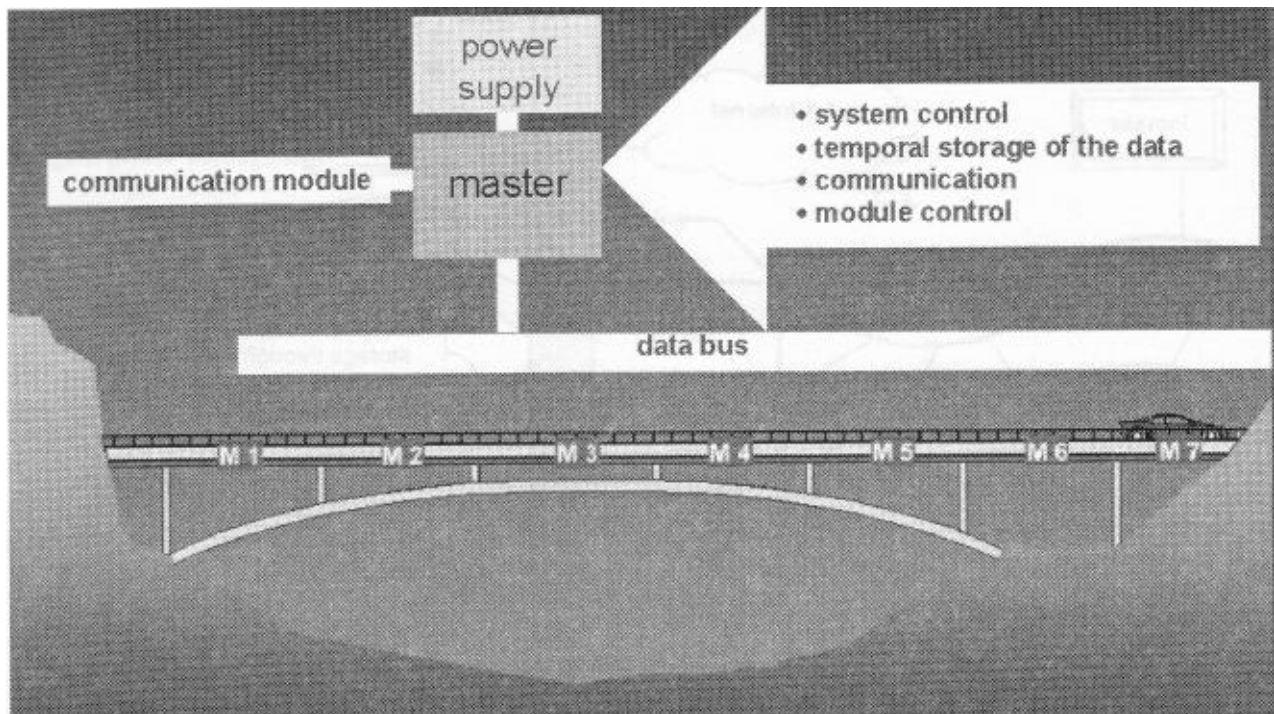 power
supply
communication module
master
• system control
• temporal storage of the data
• communication
• module control
data bus
M 1
M 2
M 3
M 4
M 5
M 6
M 7